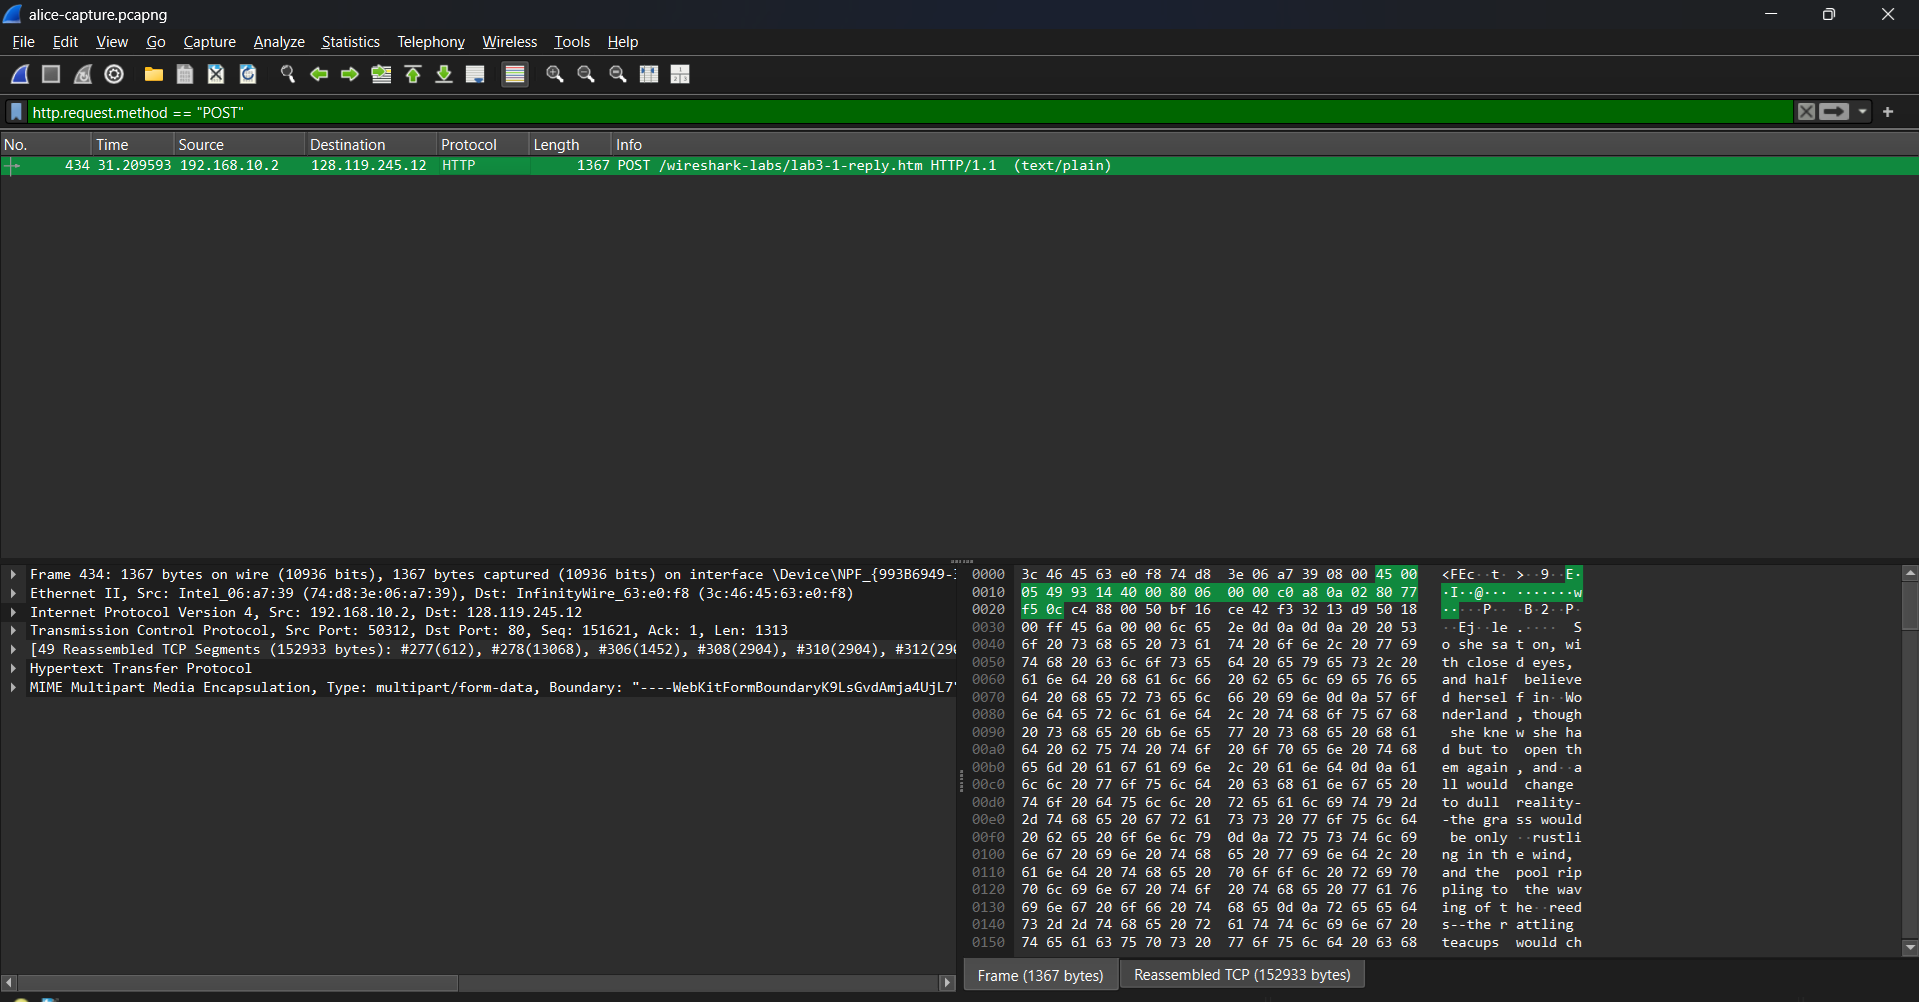 alice-capture.pcapng
File Edit View Go Capture Analyze Statistics Telephony Wireless Tools Help
http.request.method == "POST"
No. Time Source Destination Protocol Length Info
434 31.209593 192.168.10.2 128.119.245.12 HTTP 1367 POST /wireshark-labs/lab3-1-reply.htm HTTP/1.1 (text/plain)
Frame 434: 1367 bytes on wire (10936 bits), 1367 bytes captured (10936 bits) on interface \Device\NPF_{993B6949-
Ethernet II, Src: Intel_06:a7:39 (74:d8:3e:06:a7:39), Dst: InfinityWire_63:e0:f8 (3c:46:45:63:e0:f8)
Internet Protocol Version 4, Src: 192.168.10.2, Dst: 128.119.245.12
Transmission Control Protocol, Src Port: 50312, Dst Port: 80, Seq: 151621, Ack: 1, Len: 1313
[49 Reassembled TCP Segments (152933 bytes): #277(612), #278(13068), #306(1452), #308(2904), #310(2904), #312(29
Hypertext Transfer Protocol
MIME Multipart Media Encapsulation, Type: multipart/form-data, Boundary: "----WebKitFormBoundaryK9LsGvdAmja4UjL7"
0000 3c 46 45 63 e0 f8 74 d8 3e 06 a7 39 08 00 45 00 <FEc··t· >··9··E·
0010 05 49 93 14 40 00 80 06 00 00 c0 a8 0a 02 80 77 ·I··@··· ·······w
0020 f5 0c c4 88 00 50 bf 16 ce 42 f3 32 13 d9 50 18 ·····P·· ·B·2··P·
0030 00 ff 45 6a 00 00 6c 65 2e 0d 0a 0d 0a 20 20 53 ··Ej··le .····  S
0040 6f 20 73 68 65 20 73 61 74 20 6f 6e 2c 20 77 69 o she sa t on, wi
0050 74 68 20 63 6c 6f 73 65 64 20 65 79 65 73 2c 20 th close d eyes,
0060 61 6e 64 20 68 61 6c 66 20 62 65 6c 69 65 76 65 and half  believe
0070 64 20 68 65 72 73 65 6c 66 20 69 6e 0d 0a 57 6f d hersel f in··Wo
0080 6e 64 65 72 6c 61 6e 64 2c 20 74 68 6f 75 67 68 nderland , though
0090 20 73 68 65 20 6b 6e 65 77 20 73 68 65 20 68 61  she kne w she ha
00a0 64 20 62 75 74 20 74 6f 20 6f 70 65 6e 20 74 68 d but to  open th
00b0 65 6d 20 61 67 61 69 6e 2c 20 61 6e 64 0d 0a 61 em again , and··a
00c0 6c 6c 20 77 6f 75 6c 64 20 63 68 61 6e 67 65 20 ll would  change
00d0 74 6f 20 64 75 6c 6c 20 72 65 61 6c 69 74 79 2d to dull  reality-
00e0 2d 74 68 65 20 67 72 61 73 73 20 77 6f 75 6c 64 -the gra ss would
00f0 20 62 65 20 6f 6e 6c 79 0d 0a 72 75 73 74 6c 69  be only ··rustli
0100 6e 67 20 69 6e 20 74 68 65 20 77 69 6e 64 2c 20 ng in th e wind,
0110 61 6e 64 20 74 68 65 20 70 6f 6f 6c 20 72 69 70 and the  pool rip
0120 70 6c 69 6e 67 20 74 6f 20 74 68 65 20 77 61 76 pling to  the wav
0130 69 6e 67 20 6f 66 20 74 68 65 0d 0a 72 65 65 64 ing of t he··reed
0140 73 2d 2d 74 68 65 20 72 61 74 74 6c 69 6e 67 20 s--the r attling
0150 74 65 61 63 75 70 73 20 77 6f 75 6c 64 20 63 68 teacups  would ch
Frame (1367 bytes) Reassembled TCP (152933 bytes)